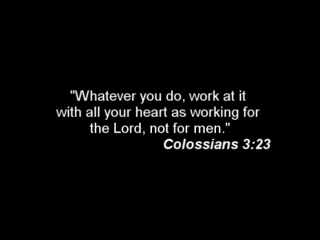 "Whatever you do, work at it
with all your heart as working for
the Lord, not for men."
Colossians 3:23